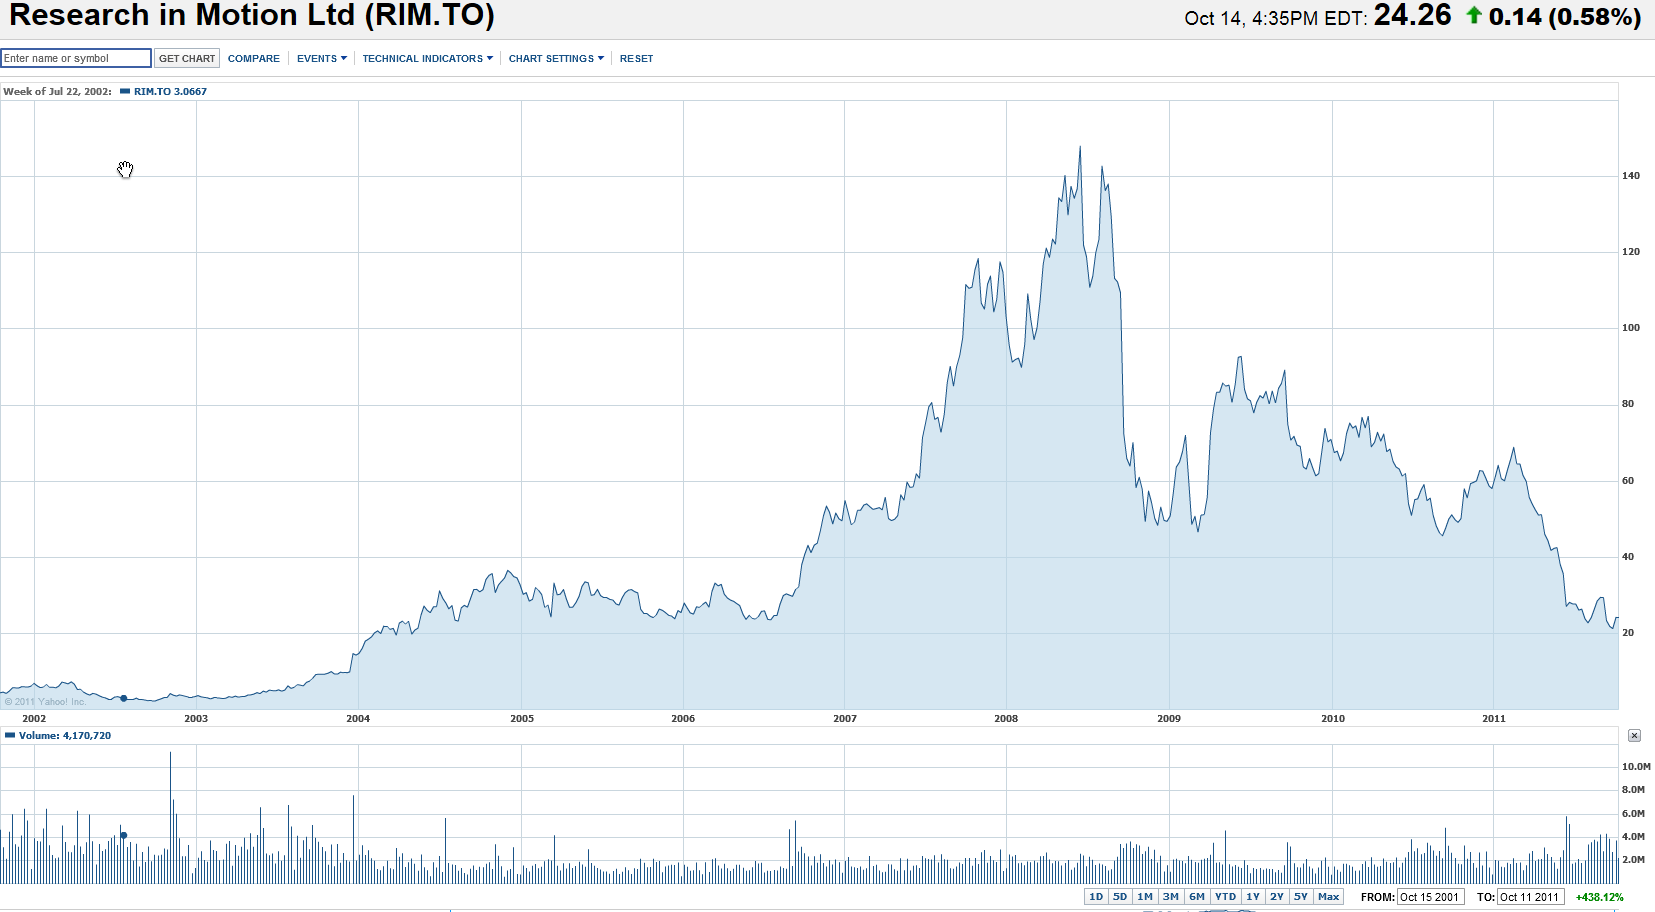 Research in Motion Ltd (RIM.TO)
Oct 14, 4:35PM EDT: 24.26 0.14 (0.58%)
Enter name or symbol GET CHART COMPARE EVENTS TECHNICAL INDICATORS CHART SETTINGS RESET
Week of Jul 22, 2002: RIM.TO 3.0667
140
120
100
80
60
40
20
© 2011 Yahoo! Inc.
2002 2003 2004 2005 2006 2007 2008 2009 2010 2011
Volume: 4,170,720
10.0M
8.0M
6.0M
4.0M
2.0M
1D 5D 1M 3M 6M YTD 1Y 2Y 5Y Max FROM: Oct 15 2001 TO: Oct 11 2011 +438.12%